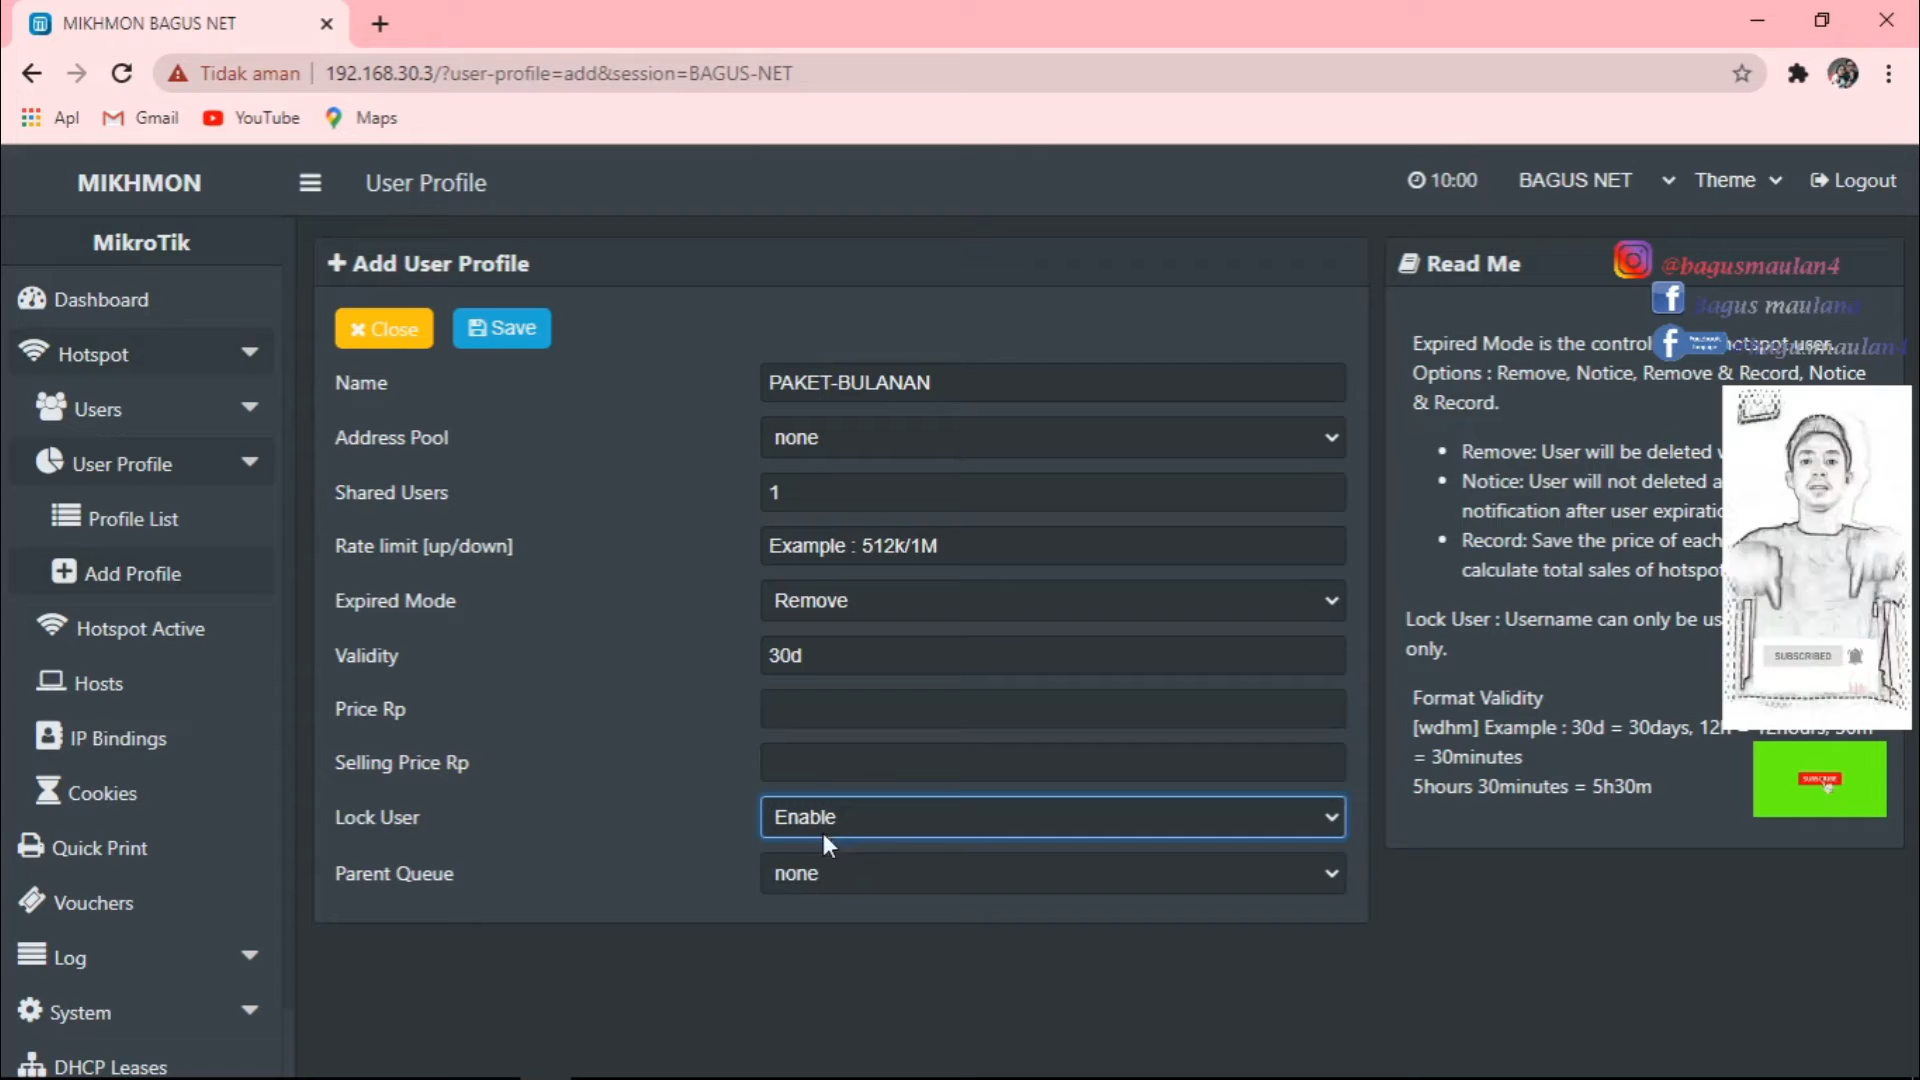 MIKHMON BAGUS NET
Tidak aman
192.168.30.3/?user-profile=add&session=BAGUS-NET
Apl
Gmail
YouTube
Maps
MIKHMON
User Profile
10:00
BAGUS NET
Theme
Logout
MikroTik
Dashboard
Hotspot
Users
User Profile
Profile List
Add Profile
Hotspot Active
Hosts
IP Bindings
Cookies
Quick Print
Vouchers
Log
System
DHCP Leases
Add User Profile
Close
Save
Name
PAKET-BULANAN
Address Pool
none
Shared Users
1
Rate limit [up/down]
Example : 512k/1M
Expired Mode
Remove
Validity
30d
Price Rp
Selling Price Rp
Lock User
Enable
Parent Queue
none
Read Me
@bagusmaulan4
Bagus maulana
Expired Mode is the control hotspot user.
Options : Remove, Notice, Remove & Record, Notice
& Record.
Remove: User will be deleted
Notice: User will not deleted
notification after user
Record: Save the price of each
calculate total sales of
Lock User : Username can only be
only.
Format Validity
[wdhm] Example : 30d = 30days,
= 30minutes
5hours 30minutes = 5h30m
SUBSCRIBED
SUBSCRIBE